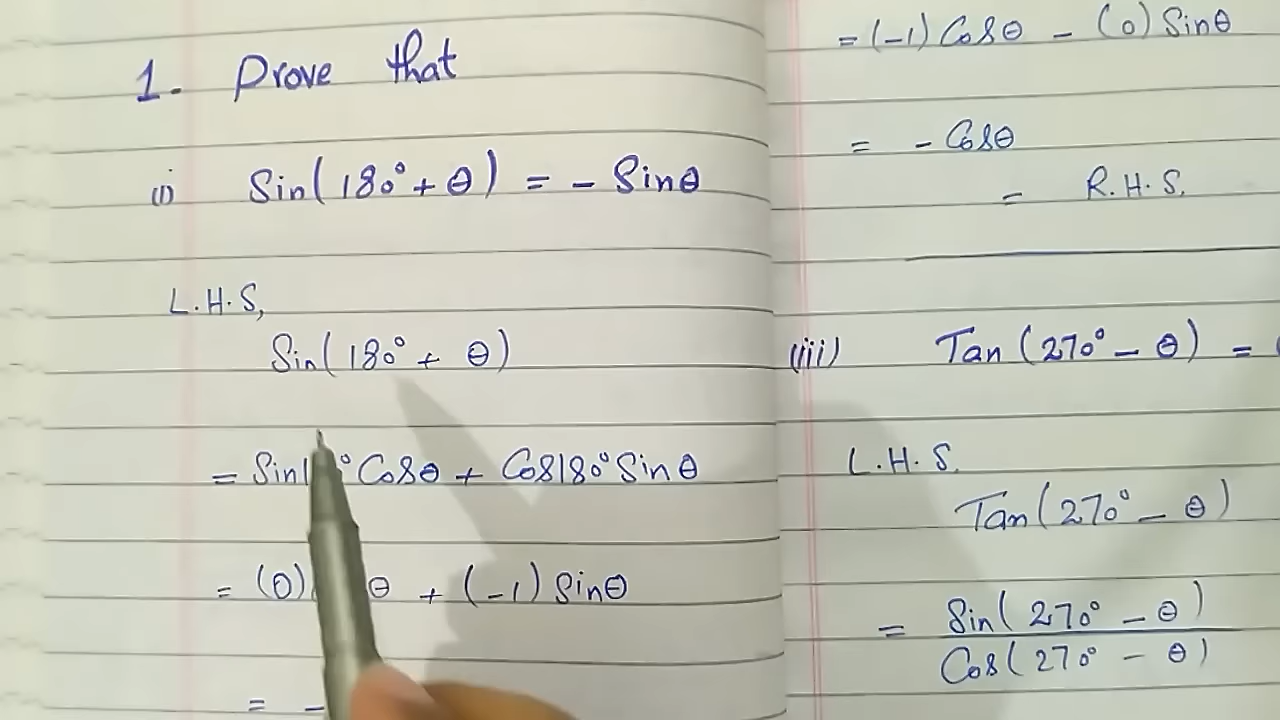 1. Prove that
(i) Sin(180° + θ) = - Sinθ
L.H.S,
Sin(180° + θ)
= Sin1 ° Cosθ + Cos180° Sinθ
= (0) θ + (-1) Sinθ
= -
= (-1) Cosθ - (0) Sinθ
= - Cosθ
= R.H.S.
(iii) Tan (270° - θ) =
L.H.S.
Tan(270° - θ)
= Sin( 270° - θ )
Cos( 270° - θ )